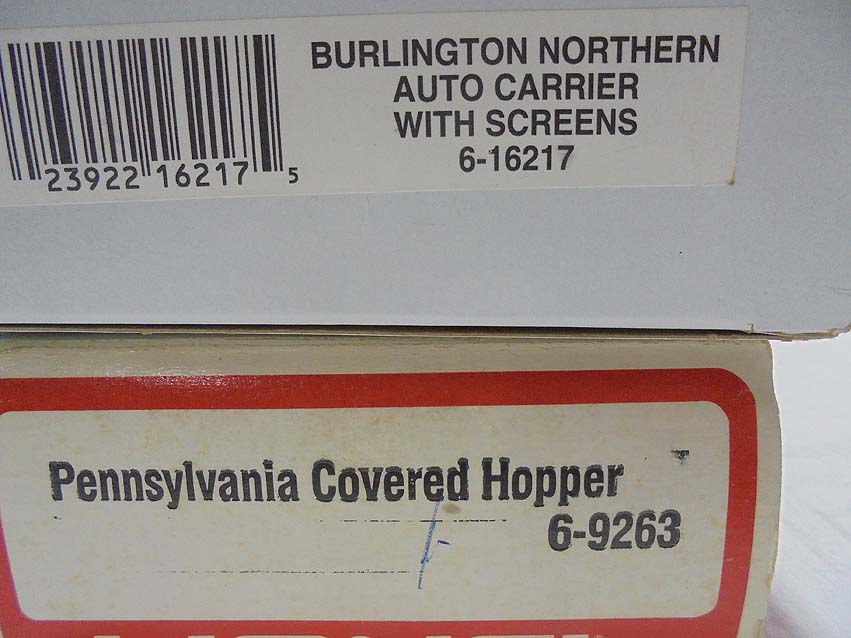 BURLINGTON NORTHERN
AUTO CARRIER
WITH SCREENS
6-16217
23922 16217 5
Pennsylvania Covered Hopper
6-9263